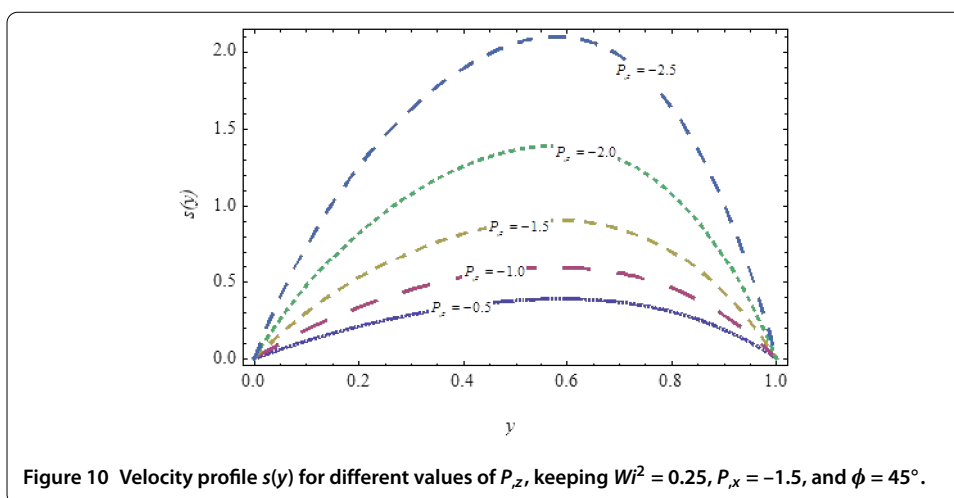 2.0
1.5
1.0
0.5
0.0
s(y)
P,z = −2.5
P,z = −2.0
P,z = −1.5
P,z = −1.0
P,z = −0.5
0.0 0.2 0.4 0.6 0.8 1.0
y
Figure 10 Velocity profile s(y) for different values of P,z, keeping Wi² = 0.25, P,x = –1.5, and ϕ = 45°.